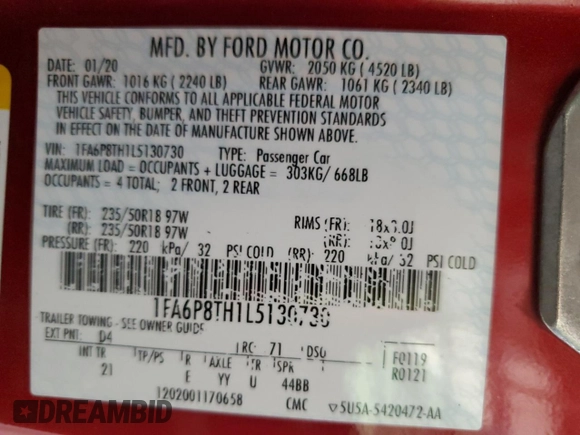 MFD. BY FORD MOTOR CO.
DATE: 01/20 GVWR: 2050 KG ( 4520 LB)
FRONT GAWR: 1016 KG ( 2240 LB) REAR GAWR: 1061 KG ( 2340 LB)
THIS VEHICLE CONFORMS TO ALL APPLICABLE FEDERAL MOTOR
VEHICLE SAFETY, BUMPER, AND THEFT PREVENTION STANDARDS
IN EFFECT ON THE DATE OF MANUFACTURE SHOWN ABOVE.
VIN: 1FA6P8TH1L5130730 TYPE: Passenger Car
MAXIMUM LOAD = OCCUPANTS + LUGGAGE = 303KG/ 668LB
OCCUPANTS = 4 TOTAL; 2 FRONT, 2 REAR
TIRE (FR): 235/50R18 97W RIMS (FR):
(RR): 235/50R18 97W (RR):
PRESSURE (FR): 220 kPa/ 32 PSI COLD (RR): 220 kPa/ 32 PSI COLD
1FA6P8TH1L5130730
TRAILER TOWING - SEE OWNER GUIDE
EXT PNT: D4 RC: 71 DSO F0119
INT TR TP/PS R AXLE TR SPR R0121
21 E YY U 44BB
1202001170658 CMC 5U5A-5420472-AA
DREAMBID